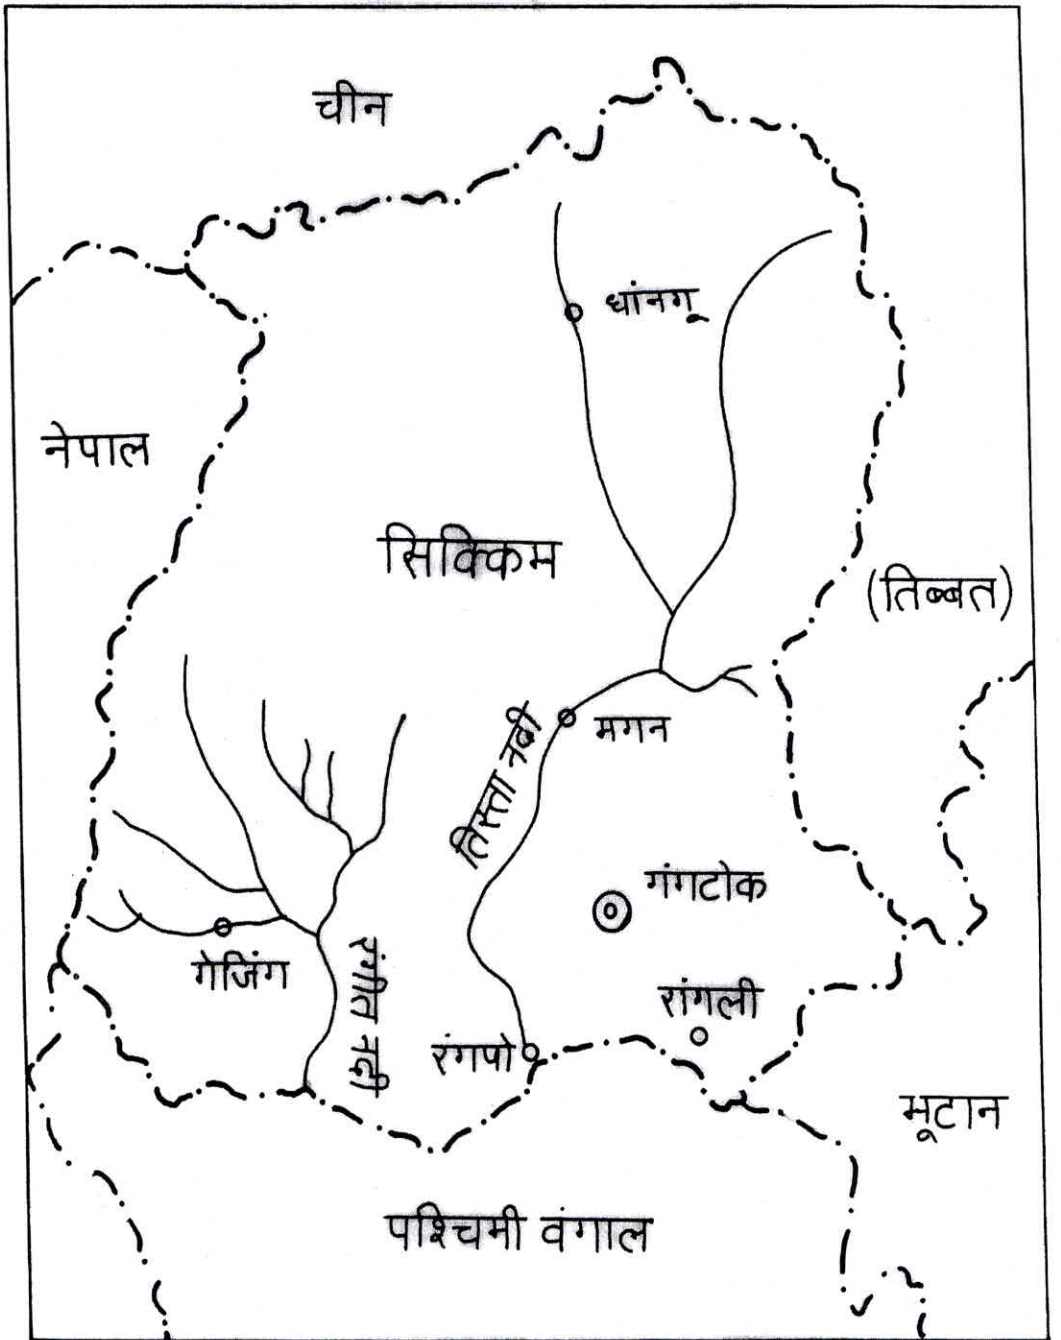 चीन
धांनगू
नेपाल
सिक्किम
(तिब्बत)
मगन
तिस्ता नदी
गंगटोक
गेजिंग
रंगीत नदी
रांगली
रंगपो
भूटान
पश्चिमी वंगाल